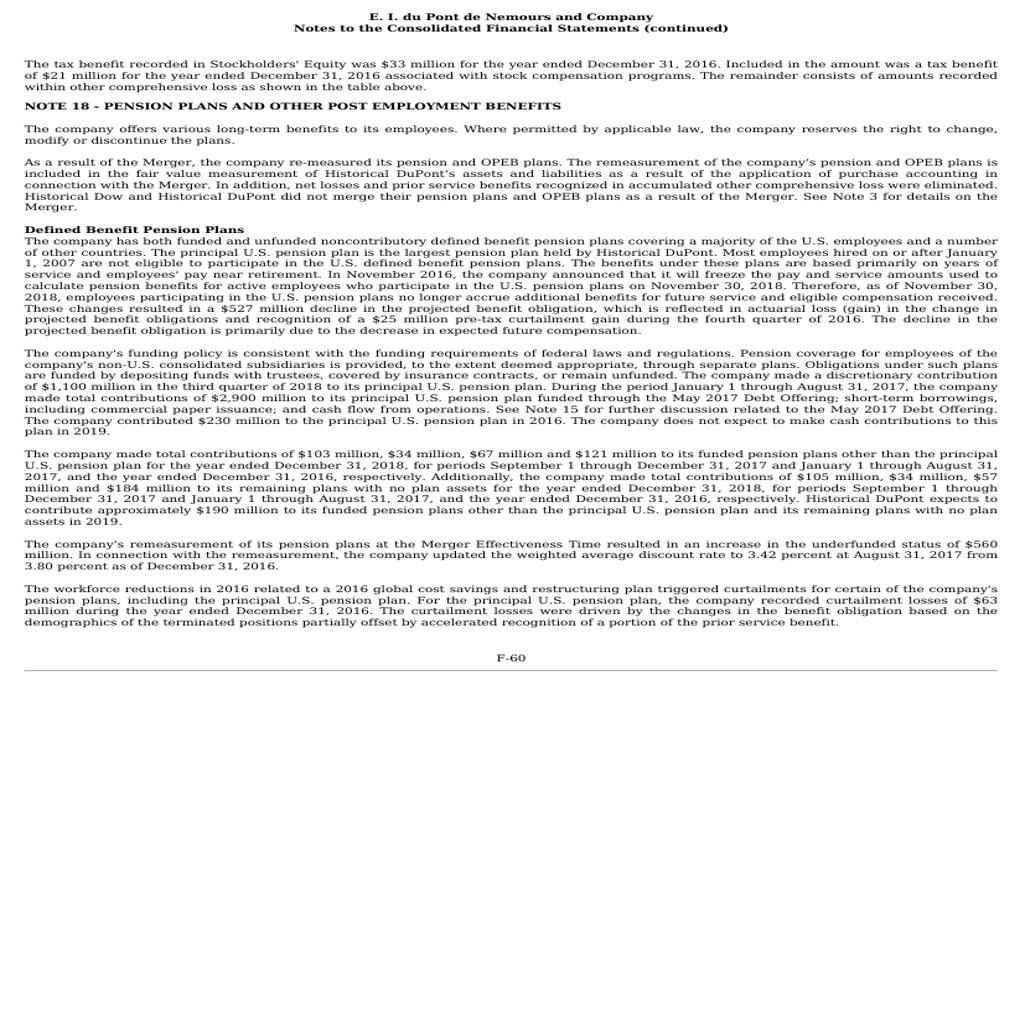 E. I. du Pont de Nemours and Company
Notes to the Consolidated Financial Statements (continued)
The tax benefit recorded in Stockholders' Equity was $33 million for the year ended December 31, 2016. Included in the amount was a tax benefit
of $21 million for the year ended December 31, 2016 associated with stock compensation programs. The remainder consists of amounts recorded
within other comprehensive loss as shown in the table above.
NOTE 18 - PENSION PLANS AND OTHER POST EMPLOYMENT BENEFITS
The company offers various long-term benefits to its employees. Where permitted by applicable law, the company reserves the right to change,
modify or discontinue the plans.
As a result of the Merger, the company re-measured its pension and OPEB plans. The remeasurement of the company’s pension and OPEB plans is
included in the fair value measurement of Historical DuPont’s assets and liabilities as a result of the application of purchase accounting in
connection with the Merger. In addition, net losses and prior service benefits recognized in accumulated other comprehensive loss were eliminated.
Historical Dow and Historical DuPont did not merge their pension plans and OPEB plans as a result of the Merger. See Note 3 for details on the
Merger.
Defined Benefit Pension Plans
The company has both funded and unfunded noncontributory defined benefit pension plans covering a majority of the U.S. employees and a number
of other countries. The principal U.S. pension plan is the largest pension plan held by Historical DuPont. Most employees hired on or after January
1, 2007 are not eligible to participate in the U.S. defined benefit pension plans. The benefits under these plans are based primarily on years of
service and employees' pay near retirement. In November 2016, the company announced that it will freeze the pay and service amounts used to
calculate pension benefits for active employees who participate in the U.S. pension plans on November 30, 2018. Therefore, as of November 30,
2018, employees participating in the U.S. pension plans no longer accrue additional benefits for future service and eligible compensation received.
These changes resulted in a $527 million decline in the projected benefit obligation, which is reflected in actuarial loss (gain) in the change in
projected benefit obligations and recognition of a $25 million pre-tax curtailment gain during the fourth quarter of 2016. The decline in the
projected benefit obligation is primarily due to the decrease in expected future compensation.
The company's funding policy is consistent with the funding requirements of federal laws and regulations. Pension coverage for employees of the
company's non-U.S. consolidated subsidiaries is provided, to the extent deemed appropriate, through separate plans. Obligations under such plans
are funded by depositing funds with trustees, covered by insurance contracts, or remain unfunded. The company made a discretionary contribution
of $1,100 million in the third quarter of 2018 to its principal U.S. pension plan. During the period January 1 through August 31, 2017, the company
made total contributions of $2,900 million to its principal U.S. pension plan funded through the May 2017 Debt Offering; short-term borrowings,
including commercial paper issuance; and cash flow from operations. See Note 15 for further discussion related to the May 2017 Debt Offering.
The company contributed $230 million to the principal U.S. pension plan in 2016. The company does not expect to make cash contributions to this
plan in 2019.
The company made total contributions of $103 million, $34 million, $67 million and $121 million to its funded pension plans other than the principal
U.S. pension plan for the year ended December 31, 2018, for periods September 1 through December 31, 2017 and January 1 through August 31,
2017, and the year ended December 31, 2016, respectively. Additionally, the company made total contributions of $105 million, $34 million, $57
million and $184 million to its remaining plans with no plan assets for the year ended December 31, 2018, for periods September 1 through
December 31, 2017 and January 1 through August 31, 2017, and the year ended December 31, 2016, respectively. Historical DuPont expects to
contribute approximately $190 million to its funded pension plans other than the principal U.S. pension plan and its remaining plans with no plan
assets in 2019.
The company’s remeasurement of its pension plans at the Merger Effectiveness Time resulted in an increase in the underfunded status of $560
million. In connection with the remeasurement, the company updated the weighted average discount rate to 3.42 percent at August 31, 2017 from
3.80 percent as of December 31, 2016.
The workforce reductions in 2016 related to a 2016 global cost savings and restructuring plan triggered curtailments for certain of the company's
pension plans, including the principal U.S. pension plan. For the principal U.S. pension plan, the company recorded curtailment losses of $63
million during the year ended December 31, 2016. The curtailment losses were driven by the changes in the benefit obligation based on the
demographics of the terminated positions partially offset by accelerated recognition of a portion of the prior service benefit.
F-60